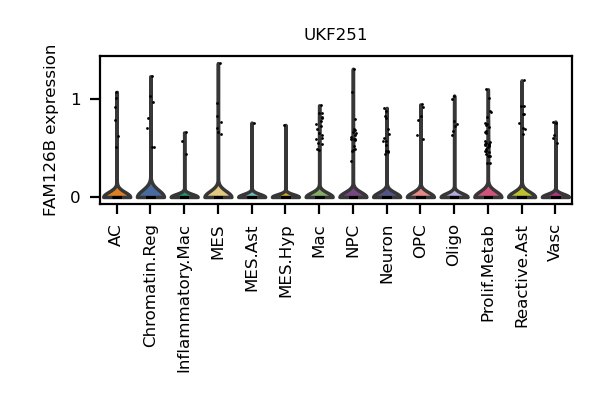 UKF251
FAM126B expression
1
0
AC
Chromatin.Reg
Inflammatory.Mac
MES
MES.Ast
MES.Hyp
Mac
NPC
Neuron
OPC
Oligo
Prolif.Metab
Reactive.Ast
Vasc